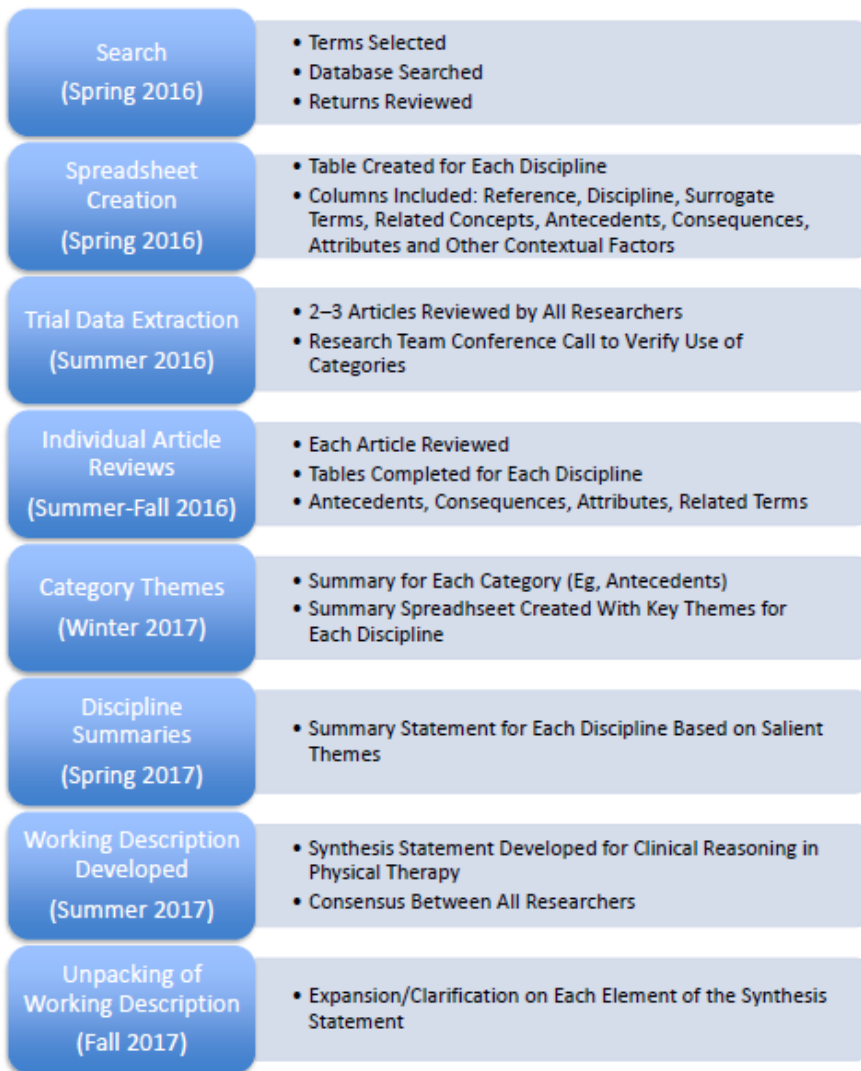 Search
(Spring 2016)
• Terms Selected
• Database Searched
• Returns Reviewed
Spreadsheet
Creation
(Spring 2016)
• Table Created for Each Discipline
• Columns Included: Reference, Discipline, Surrogate
Terms, Related Concepts, Antecedents, Consequences,
Attributes and Other Contextual Factors
Trial Data Extraction
(Summer 2016)
• 2–3 Articles Reviewed by All Researchers
• Research Team Conference Call to Verify Use of
Categories
Individual Article
Reviews
(Summer-Fall 2016)
• Each Article Reviewed
• Tables Completed for Each Discipline
• Antecedents, Consequences, Attributes, Related Terms
Category Themes
(Winter 2017)
• Summary for Each Category (Eg, Antecedents)
• Summary Spreadhseet Created With Key Themes for
Each Discipline
Discipline
Summaries
(Spring 2017)
• Summary Statement for Each Discipline Based on Salient
Themes
Working Description
Developed
(Summer 2017)
• Synthesis Statement Developed for Clinical Reasoning in
Physical Therapy
• Consensus Between All Researchers
Unpacking of
Working Description
(Fall 2017)
• Expansion/Clarification on Each Element of the Synthesis
Statement